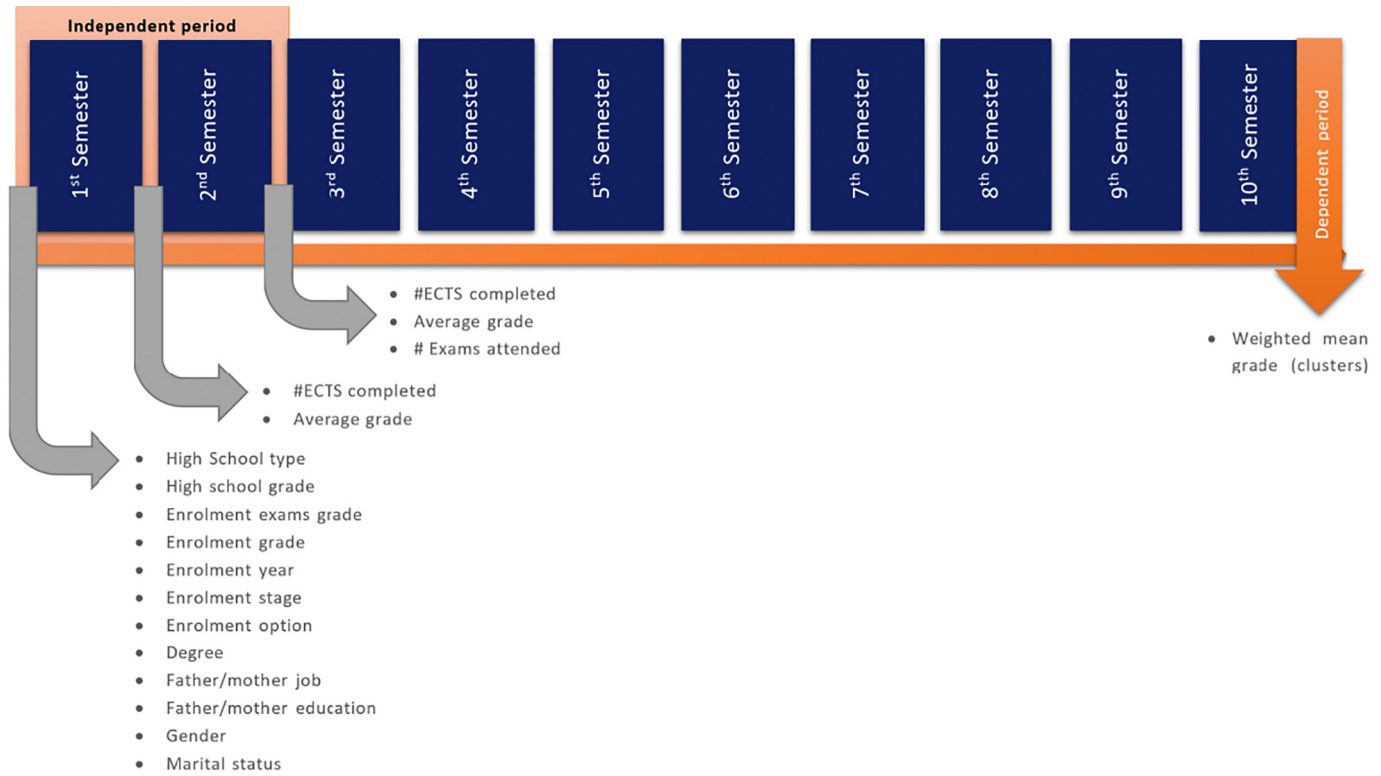 Independent period
1st Semester
2nd Semester
3rd Semester
4th Semester
5th Semester
6th Semester
7th Semester
8th Semester
9th Semester
10th Semester
Dependent period
• #ECTS completed
• Average grade
• # Exams attended
• Weighted mean
grade (clusters)
• #ECTS completed
• Average grade
• High School type
• High school grade
• Enrolment exams grade
• Enrolment grade
• Enrolment year
• Enrolment stage
• Enrolment option
• Degree
• Father/mother job
• Father/mother education
• Gender
• Marital status